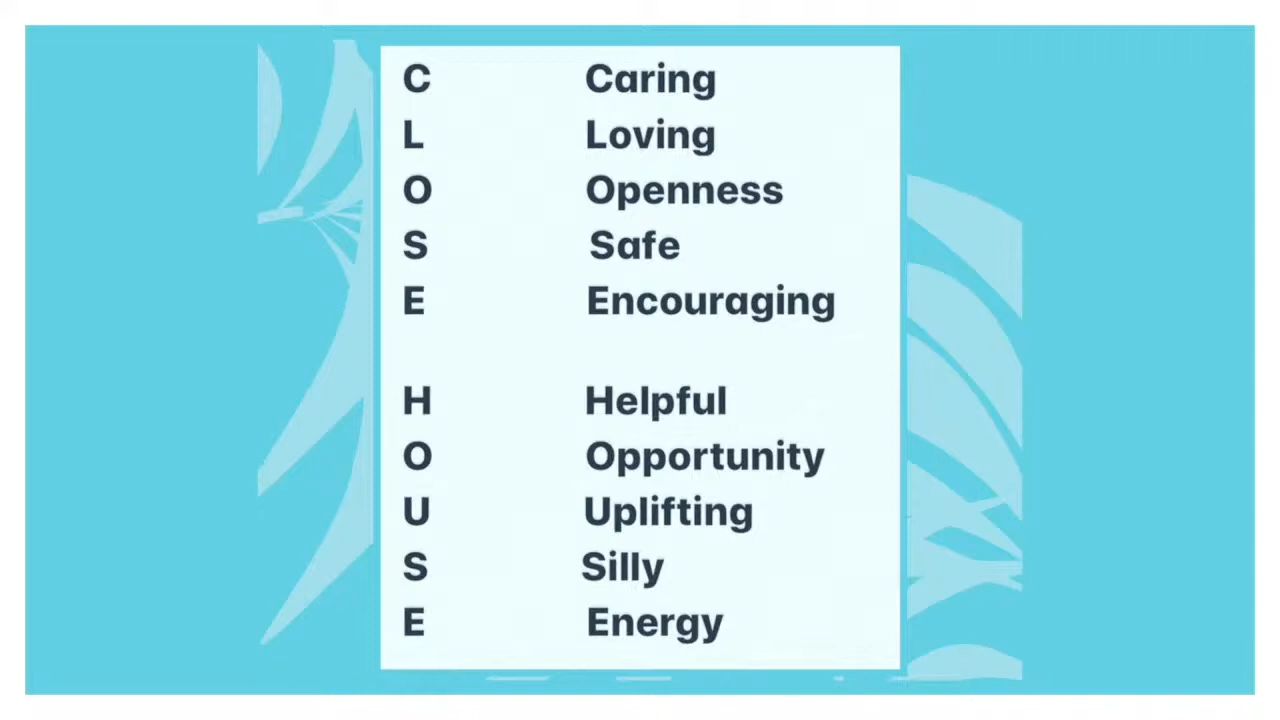 C Caring
L Loving
O Openness
S Safe
E Encouraging
H Helpful
O Opportunity
U Uplifting
S Silly
E Energy